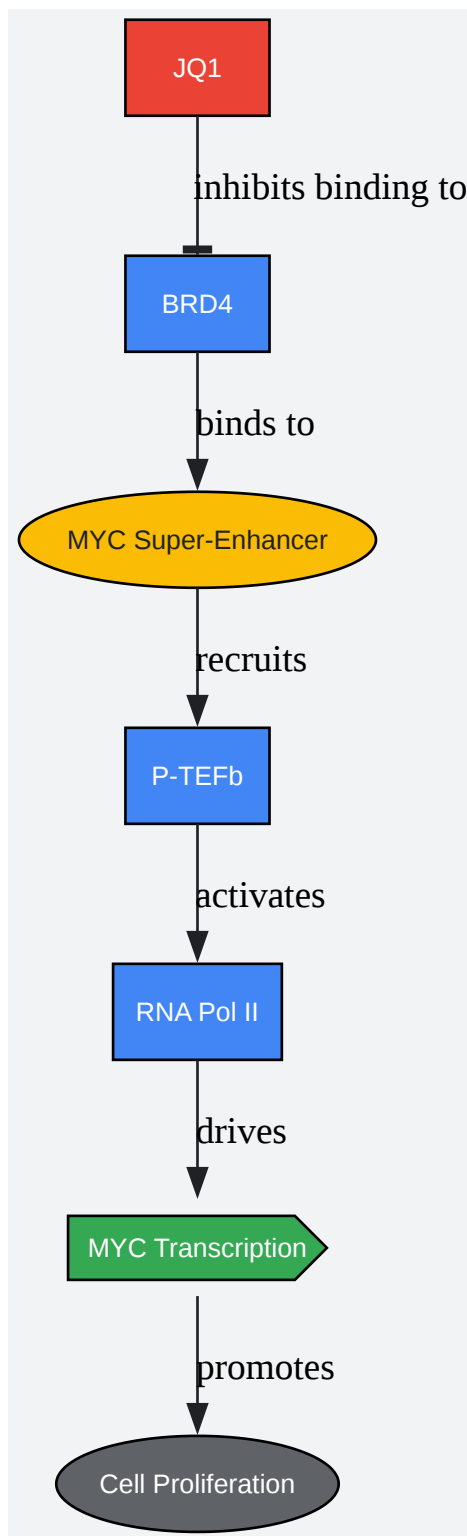 JQ1
inhibits binding to
BRD4
binds to
MYC Super-Enhancer
recruits
P-TEFb
activates
RNA Pol II
drives
MYC Transcription
promotes
Cell Proliferation